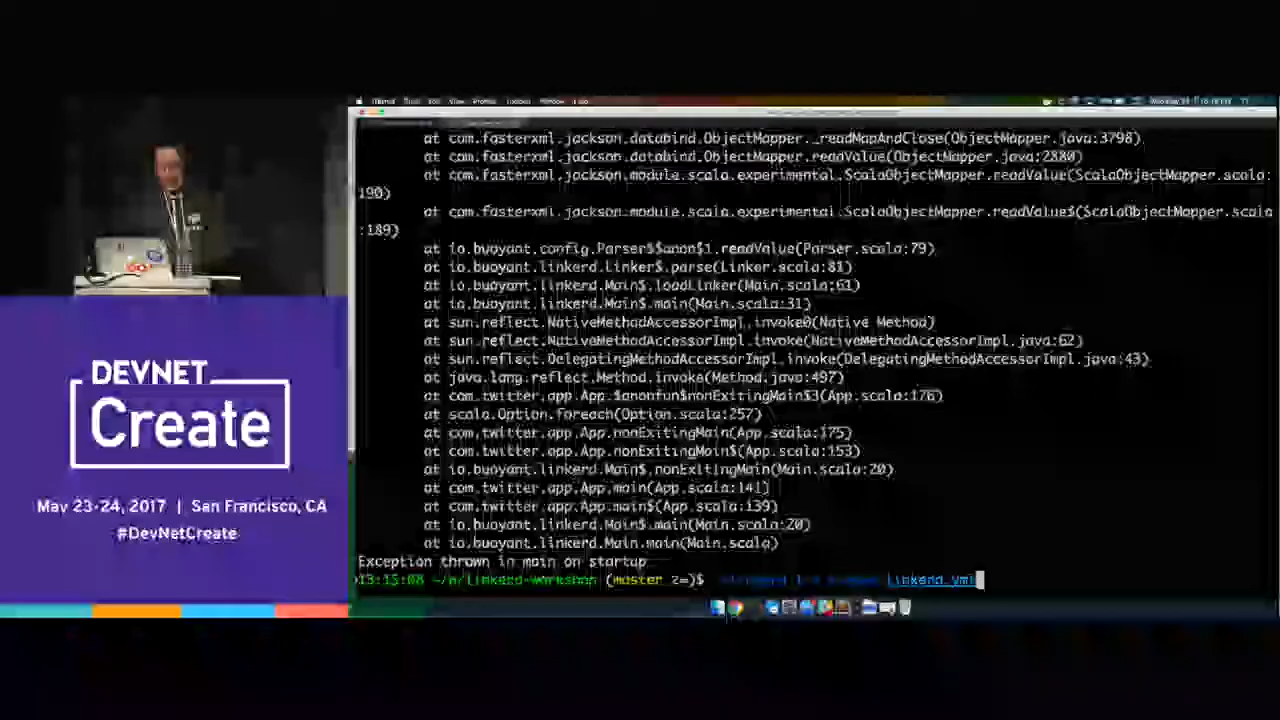 at com.fasterxml.jackson.databind.ObjectMapper._readMapAndClose(ObjectMapper.java:3798)
at com.fasterxml.jackson.databind.ObjectMapper.readValue(ObjectMapper.java:2880)
at com.fasterxml.jackson.module.scala.experimental.ScalaObjectMapper.readValue(ScalaObjectMapper.scala:
190)
at com.fasterxml.jackson.module.scala.experimental.ScalaObjectMapper.readValue$(ScalaObjectMapper.scala
:189)
at io.buoyant.config.Parser$$anon$1.readValue(Parser.scala:79)
at io.buoyant.linkerd.Linker$.parse(Linker.scala:81)
at io.buoyant.linkerd.Main$.loadLinker(Main.scala:61)
at io.buoyant.linkerd.Main$.main(Main.scala:31)
at sun.reflect.NativeMethodAccessorImpl.invoke0(Native Method)
at sun.reflect.NativeMethodAccessorImpl.invoke(NativeMethodAccessorImpl.java:62)
at sun.reflect.DelegatingMethodAccessorImpl.invoke(DelegatingMethodAccessorImpl.java:43)
at java.lang.reflect.Method.invoke(Method.java:497)
at com.twitter.app.App.$anonfun$nonExitingMain$3(App.scala:176)
at scala.Option.foreach(Option.scala:257)
at com.twitter.app.App.nonExitingMain(App.scala:175)
at com.twitter.app.App.nonExitingMain$(App.scala:153)
at io.buoyant.linkerd.Main$.nonExitingMain(Main.scala:20)
at com.twitter.app.App.main(App.scala:141)
at com.twitter.app.App.main$(App.scala:139)
at io.buoyant.linkerd.Main$.main(Main.scala:20)
at io.buoyant.linkerd.Main.main(Main.scala)
Exception thrown in main on startup
13:15:08 ~/w/linkerd-workshop (master z=)$ linkerd.yml
DEVNET
Create
May 23-24, 2017 | San Francisco, CA
#DevNetCreate